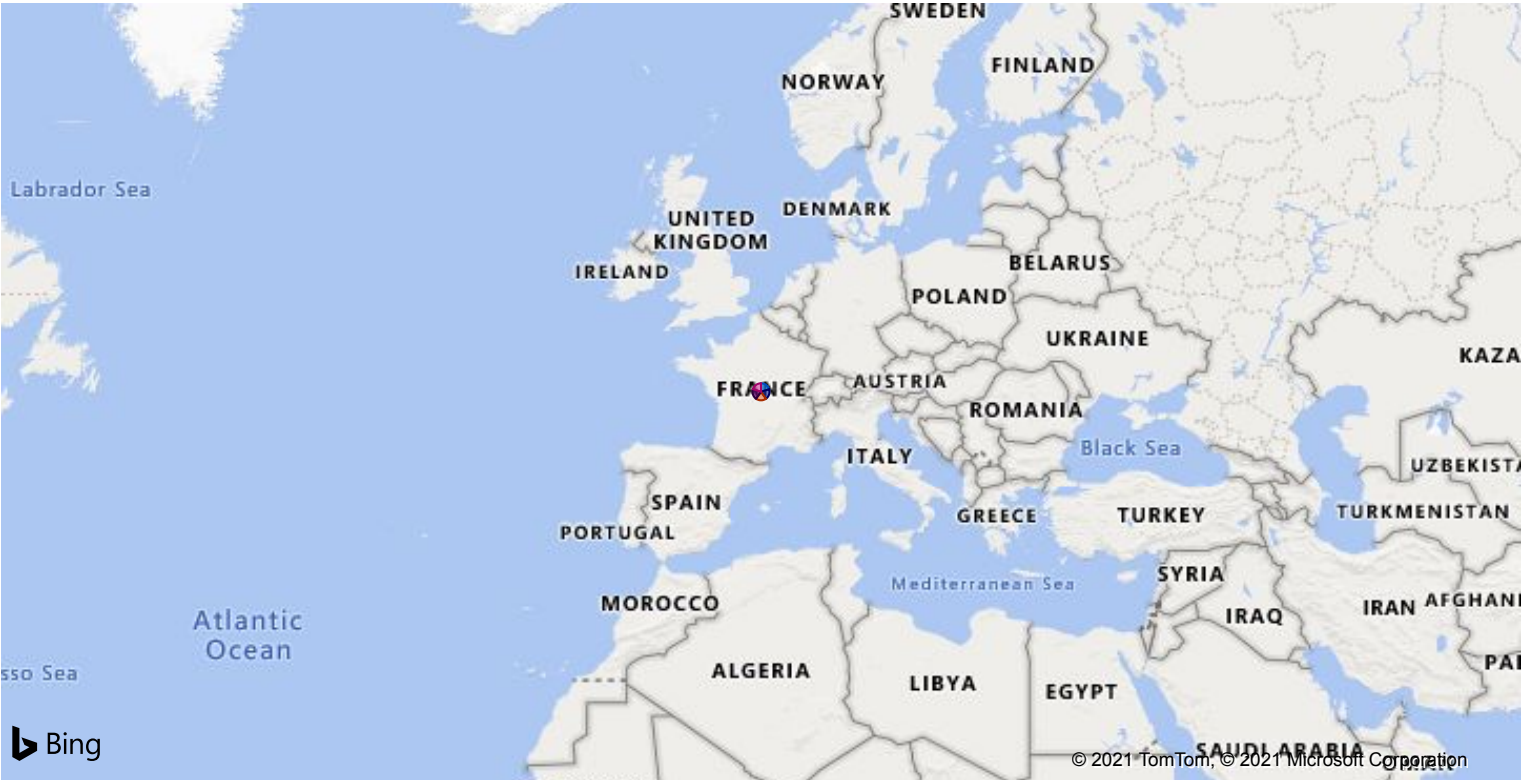 SWEDEN
FINLAND
NORWAY
Labrador Sea
DENMARK
UNITED
KINGDOM
IRELAND
BELARUS
POLAND
UKRAINE
KAZA
AUSTRIA
FRANCE
ROMANIA
Black Sea
ITALY
UZBEKISTA
SPAIN
GREECE
TURKEY
TURKMENISTAN
PORTUGAL
Mediterranean Sea
SYRIA
MOROCCO
IRAQ
IRAN
AFGHANI
Atlantic
Ocean
sso Sea
ALGERIA
LIBYA
EGYPT
PAI
Bing
SAUDI ARABIA
© 2021 TomTom, © 2021 Microsoft Corporation